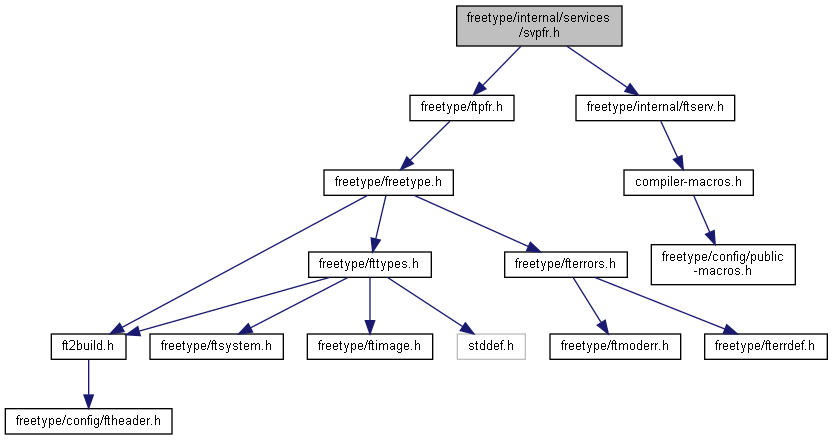 freetype/internal/services
/svpfr.h
freetype/ftpfr.h
freetype/internal/ftserv.h
freetype/freetype.h
compiler-macros.h
freetype/fttypes.h
freetype/fterrors.h
freetype/config/public
-macros.h
ft2build.h
freetype/ftsystem.h
freetype/ftimage.h
stddef.h
freetype/ftmoderr.h
freetype/fterrdef.h
freetype/config/ftheader.h